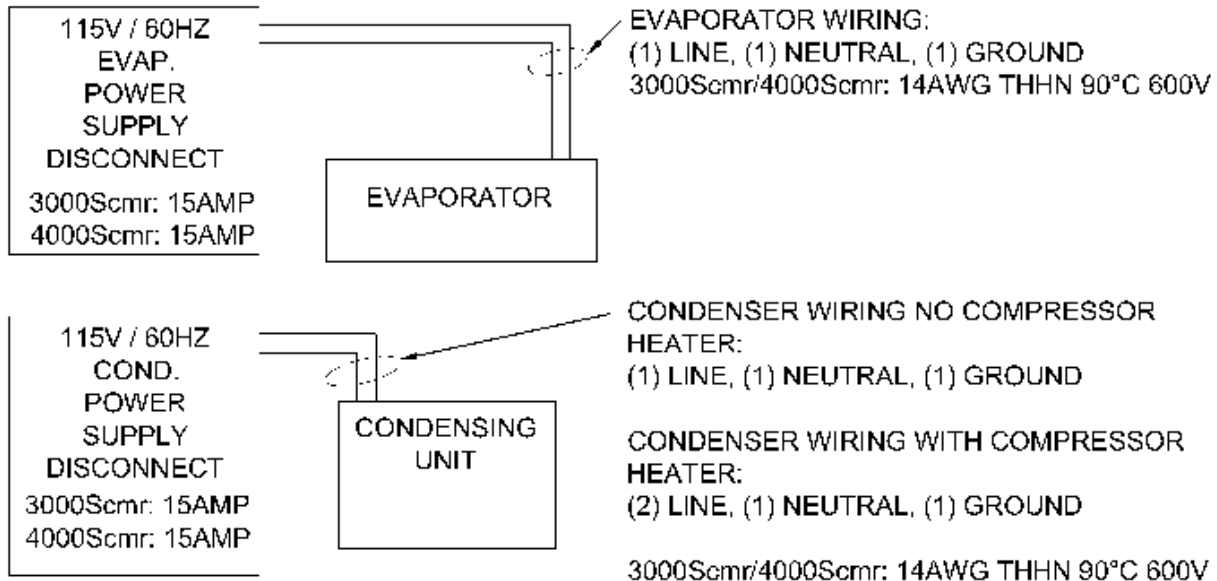 115V / 60HZ
EVAP.
POWER
SUPPLY
DISCONNECT
3000Scmr: 15AMP
4000Scmr: 15AMP
EVAPORATOR
EVAPORATOR WIRING:
(1) LINE, (1) NEUTRAL, (1) GROUND
3000Scmr/4000Scmr: 14AWG THHN 90°C 600V
115V / 60HZ
COND.
POWER
SUPPLY
DISCONNECT
3000Scmr: 15AMP
4000Scmr: 15AMP
CONDENSING
UNIT
CONDENSER WIRING NO COMPRESSOR
HEATER:
(1) LINE, (1) NEUTRAL, (1) GROUND
CONDENSER WIRING WITH COMPRESSOR
HEATER:
(2) LINE, (1) NEUTRAL, (1) GROUND
3000Scmr/4000Scmr: 14AWG THHN 90°C 600V